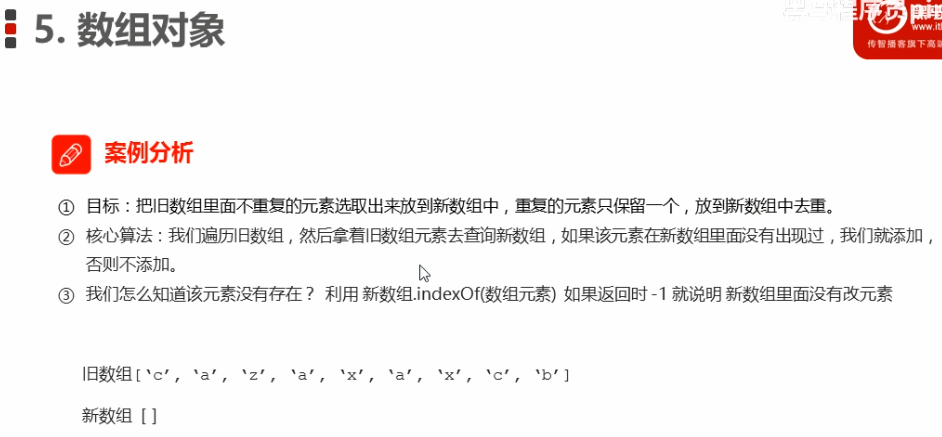 5. 数组对象
www.it
传智播客旗下高端
案例分析
① 目标：把旧数组里面不重复的元素选取出来放到新数组中，重复的元素只保留一个，放到新数组中去重。
② 核心算法：我们遍历旧数组，然后拿着旧数组元素去查询新数组，如果该元素在新数组里面没有出现过，我们就添加，
否则不添加。
③ 我们怎么知道该元素没有存在？ 利用 新数组.indexOf(数组元素) 如果返回时 -1 就说明 新数组里面没有改元素
旧数组[‘c’, ‘a’, ‘z’, ‘a’, ‘x’, ‘a’, ‘x’, ‘c’, ‘b’]
新数组 []